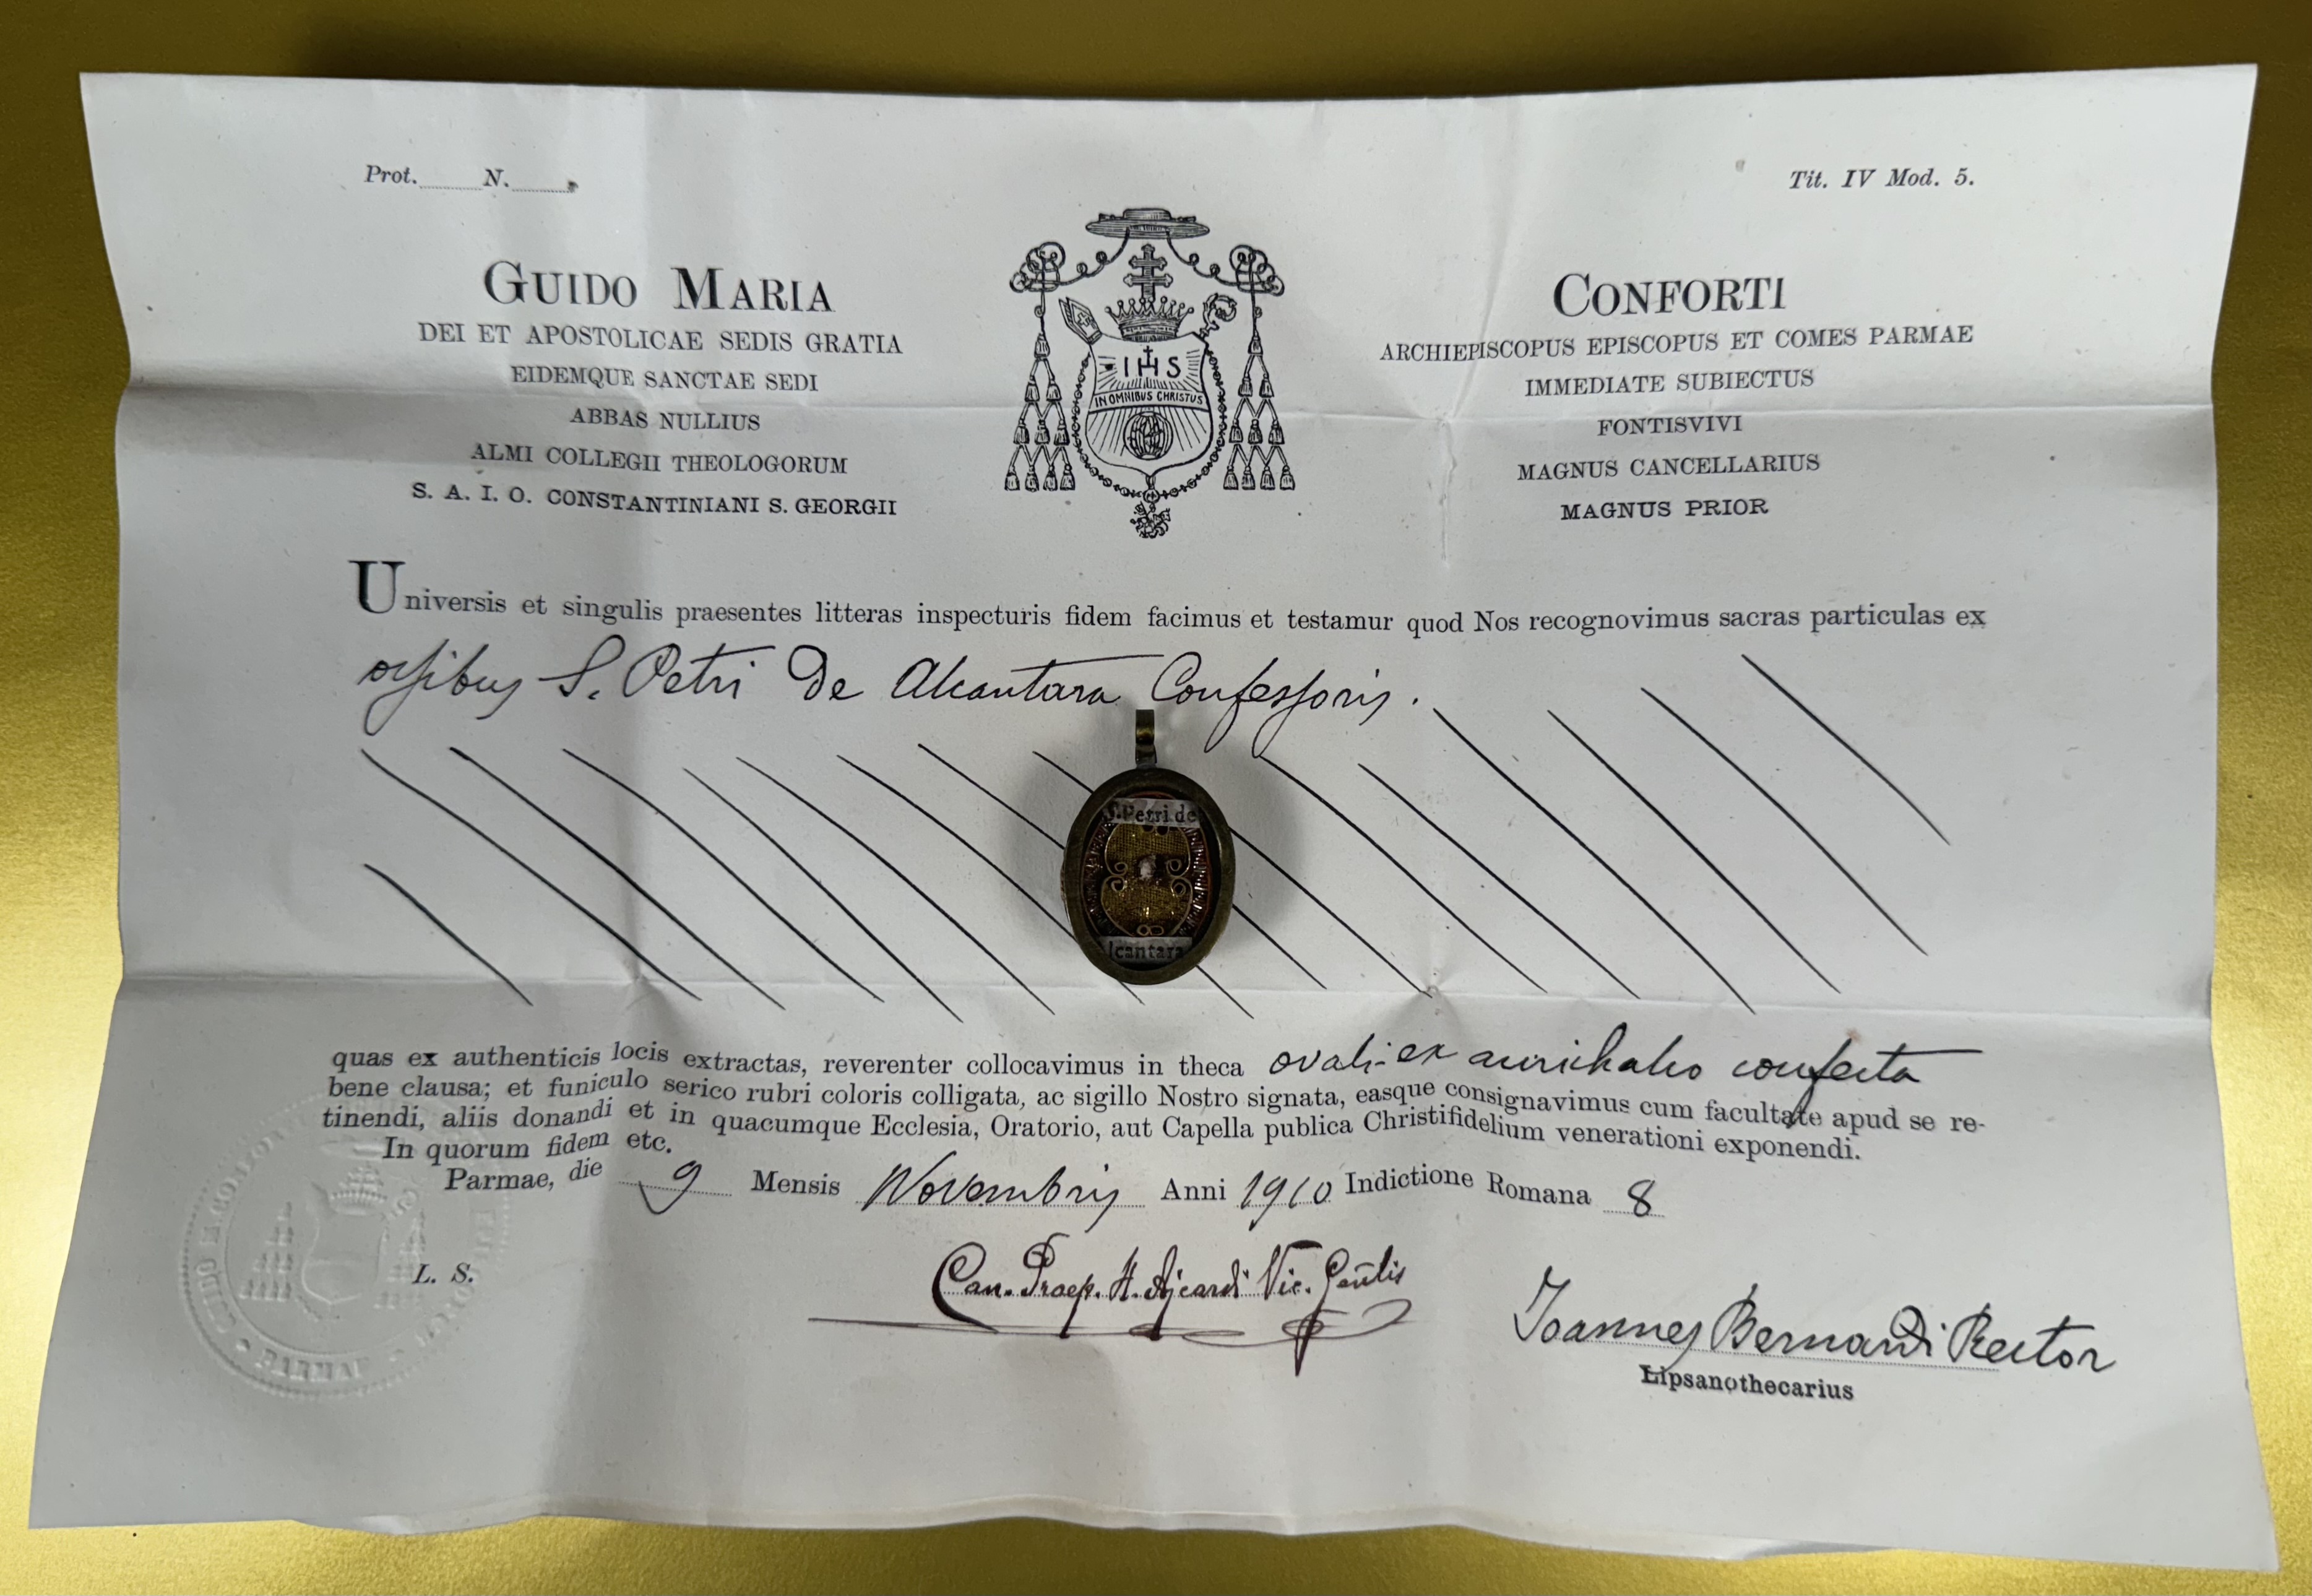 Prot. N.
Tit. IV Mod. 5.
GUIDO MARIA CONFORTI
DEI ET APOSTOLICAE SEDIS GRATIA ARCHIEPISCOPUS EPISCOPUS ET COMES PARMAE
EIDEMQUE SANCTAE SEDI IMMEDIATE SUBIECTUS
ABBAS NULLIUS FONTISVIVI
ALMI COLLEGII THEOLOGORUM MAGNUS CANCELLARIUS
S. A. I. O. CONSTANTINIANI S. GEORGII MAGNUS PRIOR
IHS
IN OMNIBUS CHRISTUS
Universis et singulis praesentes litteras inspecturis fidem facimus et testamur quod Nos recognovimus sacras particulas ex
ossibus S. Petri De Alcantara Confessoris.
S. Petri de
Alcantara
quas ex authenticis locis extractas, reverenter collocavimus in theca ovali ex aurichalco confecta
bene clausa; et funiculo serico rubri coloris colligata, ac sigillo Nostro signata, easque consignavimus cum facultate apud se re-
tinendi, aliis donandi et in quacumque Ecclesia, Oratorio, aut Capella publica Christifidelium venerationi exponendi.
In quorum fidem etc.
Parmae, die 9 Mensis Novembris Anni 1910 Indictione Romana 8
L. S.
Can. Praep. H. Ajcardi Vic. Gen̄lis
Joannes Bernardi Rector
Lipsanothecarius
PARMAE